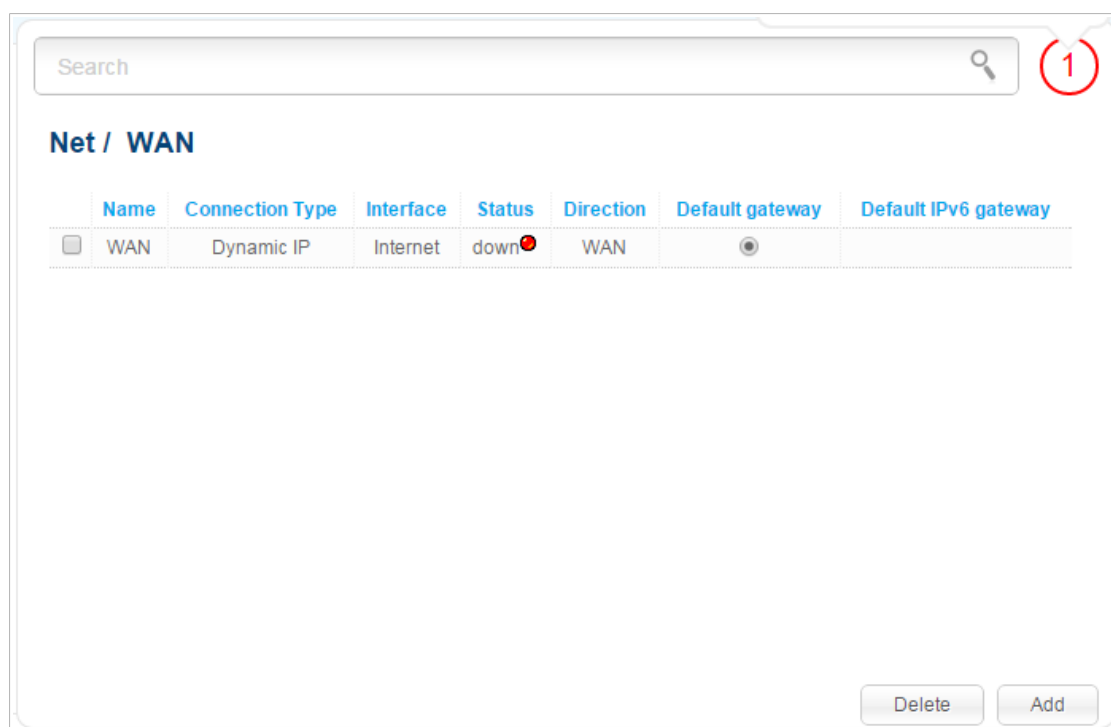 Search
1
Net / WAN
Name Connection Type Interface Status Direction Default gateway Default IPv6 gateway
WAN Dynamic IP Internet down WAN
Delete Add